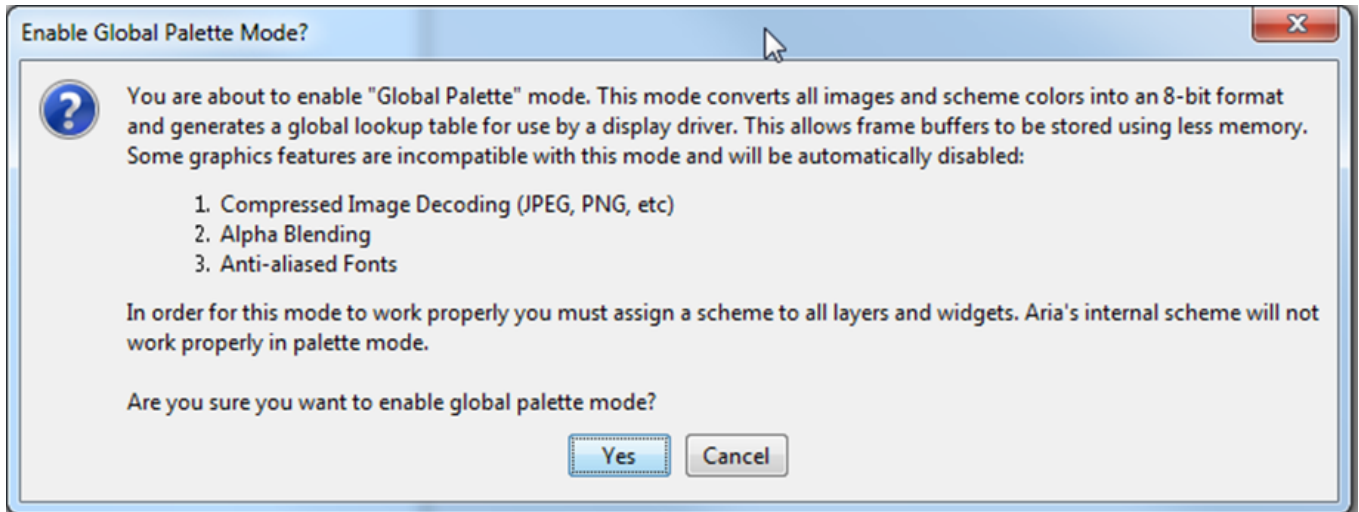 Enable Global Palette Mode?
You are about to enable "Global Palette" mode. This mode converts all images and scheme colors into an 8-bit format
and generates a global lookup table for use by a display driver. This allows frame buffers to be stored using less memory.
Some graphics features are incompatible with this mode and will be automatically disabled:
1. Compressed Image Decoding (JPEG, PNG, etc)
2. Alpha Blending
3. Anti-aliased Fonts
In order for this mode to work properly you must assign a scheme to all layers and widgets. Aria's internal scheme will not
work properly in palette mode.
Are you sure you want to enable global palette mode?
Yes Cancel